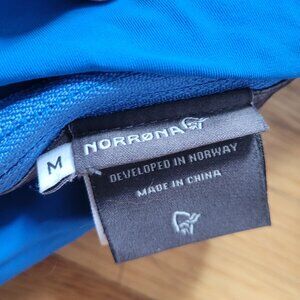 NORRØNA
M
DEVELOPED IN NORWAY
MADE IN CHINA